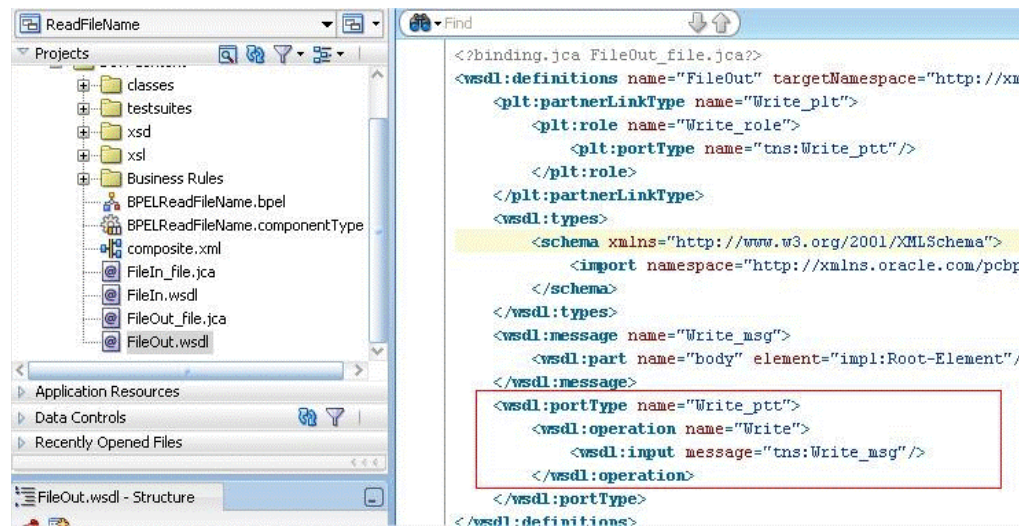 ReadFileName
Projects
classes
testsuites
xsd
xsl
Business Rules
BPELReadFileName.bpel
BPELReadFileName.componentType
composite.xml
FileIn_file.jca
FileIn.wsdl
FileOut_file.jca
FileOut.wsdl
Application Resources
Data Controls
Recently Opened Files
FileOut.wsdl - Structure
Find
<?binding.jca FileOut_file.jca?>
<wsdl:definitions name="FileOut" targetNamespace="http://xm
<plt:partnerLinkType name="Write_plt">
<plt:role name="Write_role">
<plt:portType name="tns:Write_ptt"/>
</plt:role>
</plt:partnerLinkType>
<wsdl:types>
<schema xmlns="http://www.w3.org/2001/XMLSchema">
<import namespace="http://xmlns.oracle.com/pcbp
</schema>
</wsdl:types>
<wsdl:message name="Write_msg">
<wsdl:part name="body" element="impl:Root-Element"/
</wsdl:message>
<wsdl:portType name="Write_ptt">
<wsdl:operation name="Write">
<wsdl:input message="tns:Write_msg"/>
</wsdl:operation>
</wsdl:portType>
</wsdl:definitions>